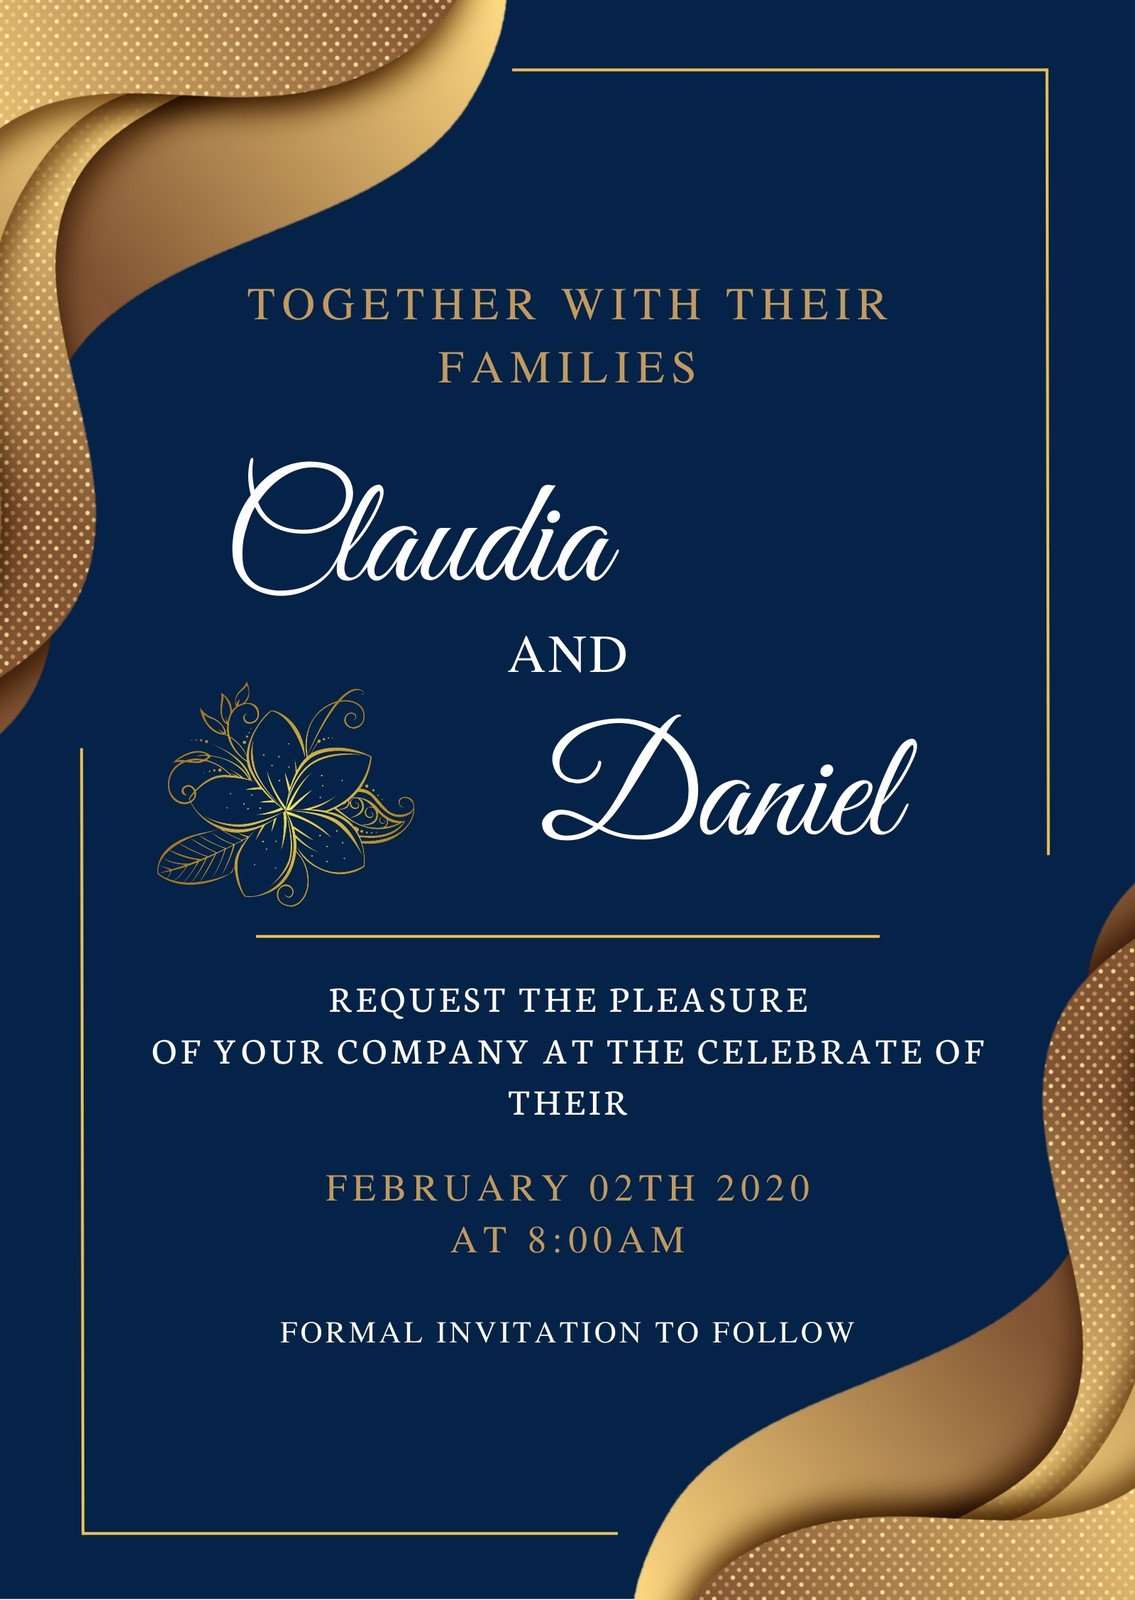 TOGETHER WITH THEIR
FAMILIES
Claudia
AND
Daniel
REQUEST THE PLEASURE
OF YOUR COMPANY AT THE CELEBRATE OF
THEIR
FEBRUARY 02TH 2020
AT 8:00AM
FORMAL INVITATION TO FOLLOW